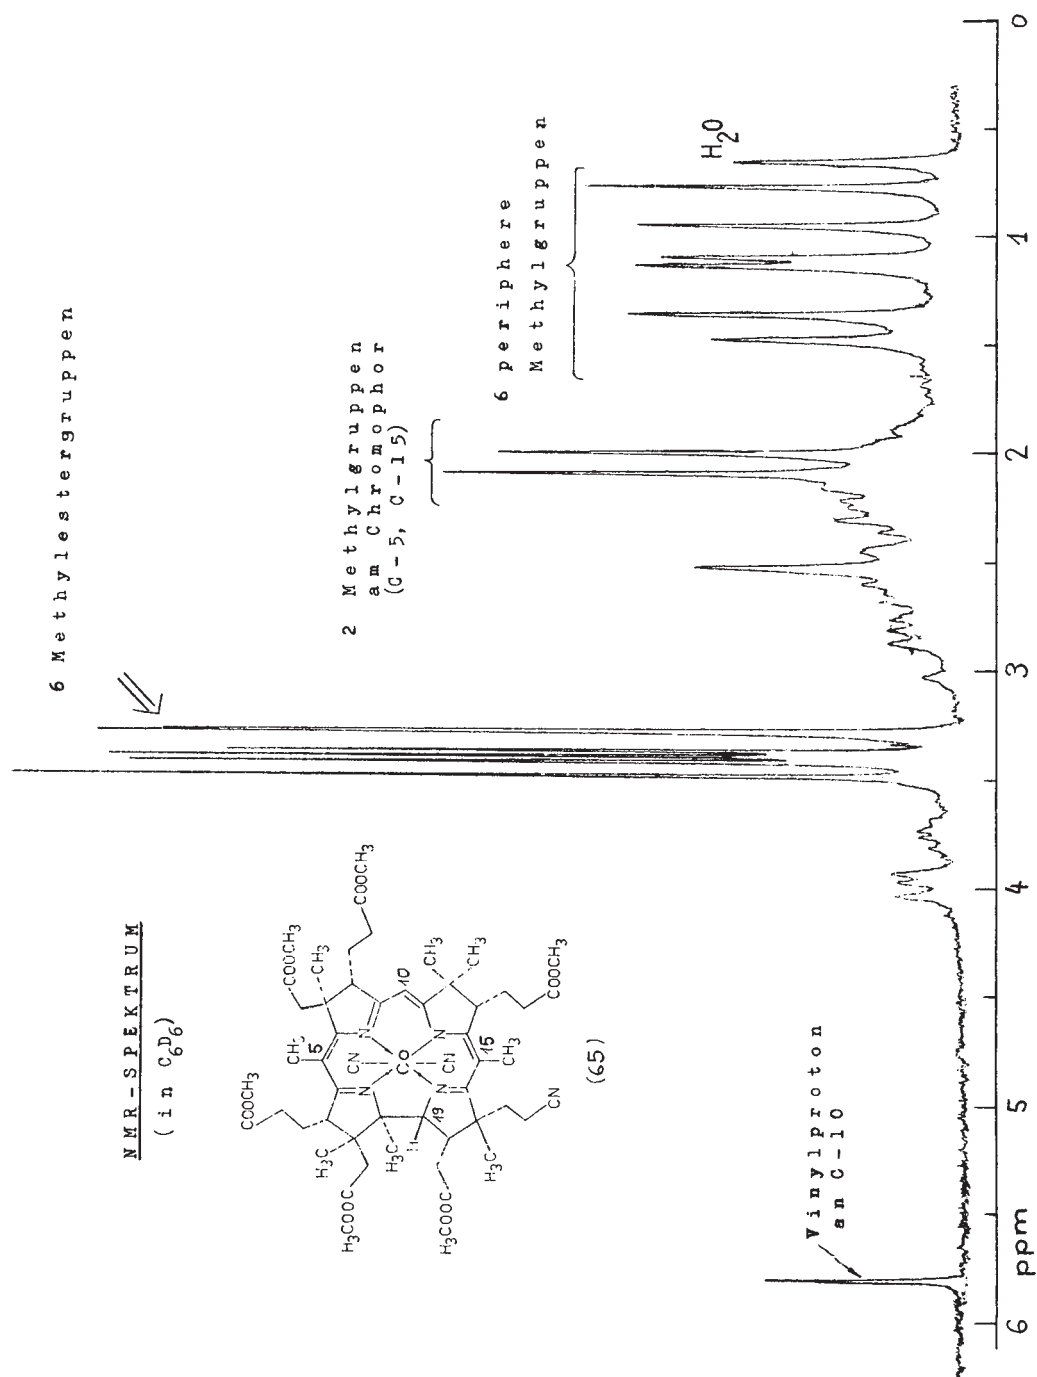 NMR-SPEKTRUM
(in C₆D₆)
6 Methylestergruppen
2 Methylgruppen
am Chromophor
(C-5, C-15)
6 periphere
Methylgruppen
H₂O
Vinylproton
an C-10
COOCH₃
COOCH₃
COOCH₃
CH₃
CH₃
5
10
H₃C
H₃COOC
H₃C
N
N
CN
Co
CN
N
N
CH₃
CH₃
H
19
15
CH₃
H₃COOC
H₃C
CN
COOCH₃
(65)
ppm
6
5
4
3
2
1
0